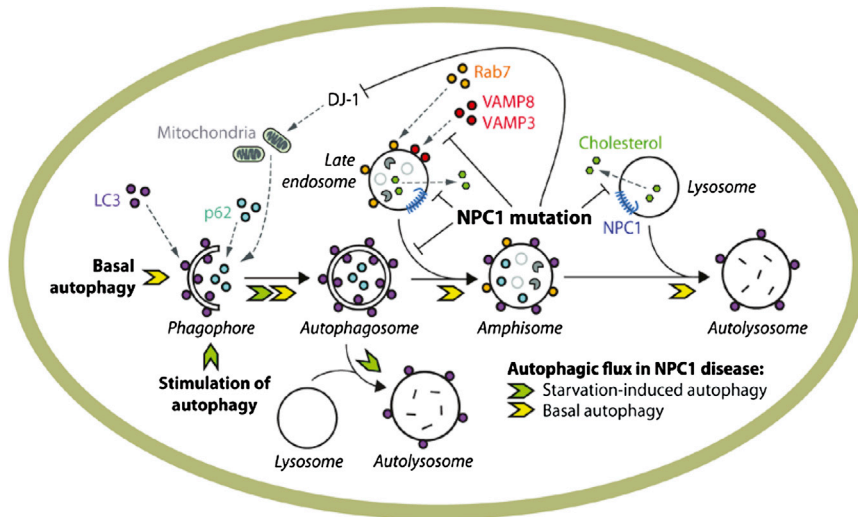 Rab7
DJ-1
VAMP8
VAMP3
Mitochondria
Cholesterol
Late
endosome
Lysosome
LC3
p62
NPC1 mutation
NPC1
Basal
autophagy
Phagophore
Autophagosome
Amphisome
Autolysosome
Stimulation of
autophagy
Autophagic flux in NPC1 disease:
Starvation-induced autophagy
Basal autophagy
Lysosome
Autolysosome